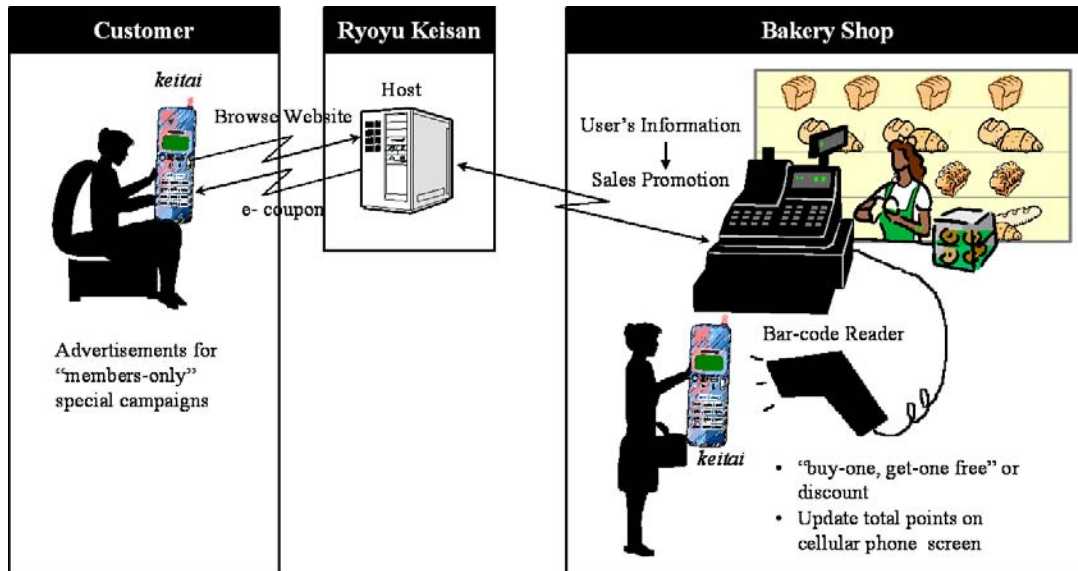 Customer
keitai
Browse Website
e- coupon
Advertisements for
“members-only”
special campaigns
Ryoyu Keisan
Host
Bakery Shop
User's Information
Sales Promotion
Bar-code Reader
keitai
• “buy-one, get-one free” or
discount
• Update total points on
cellular phone screen